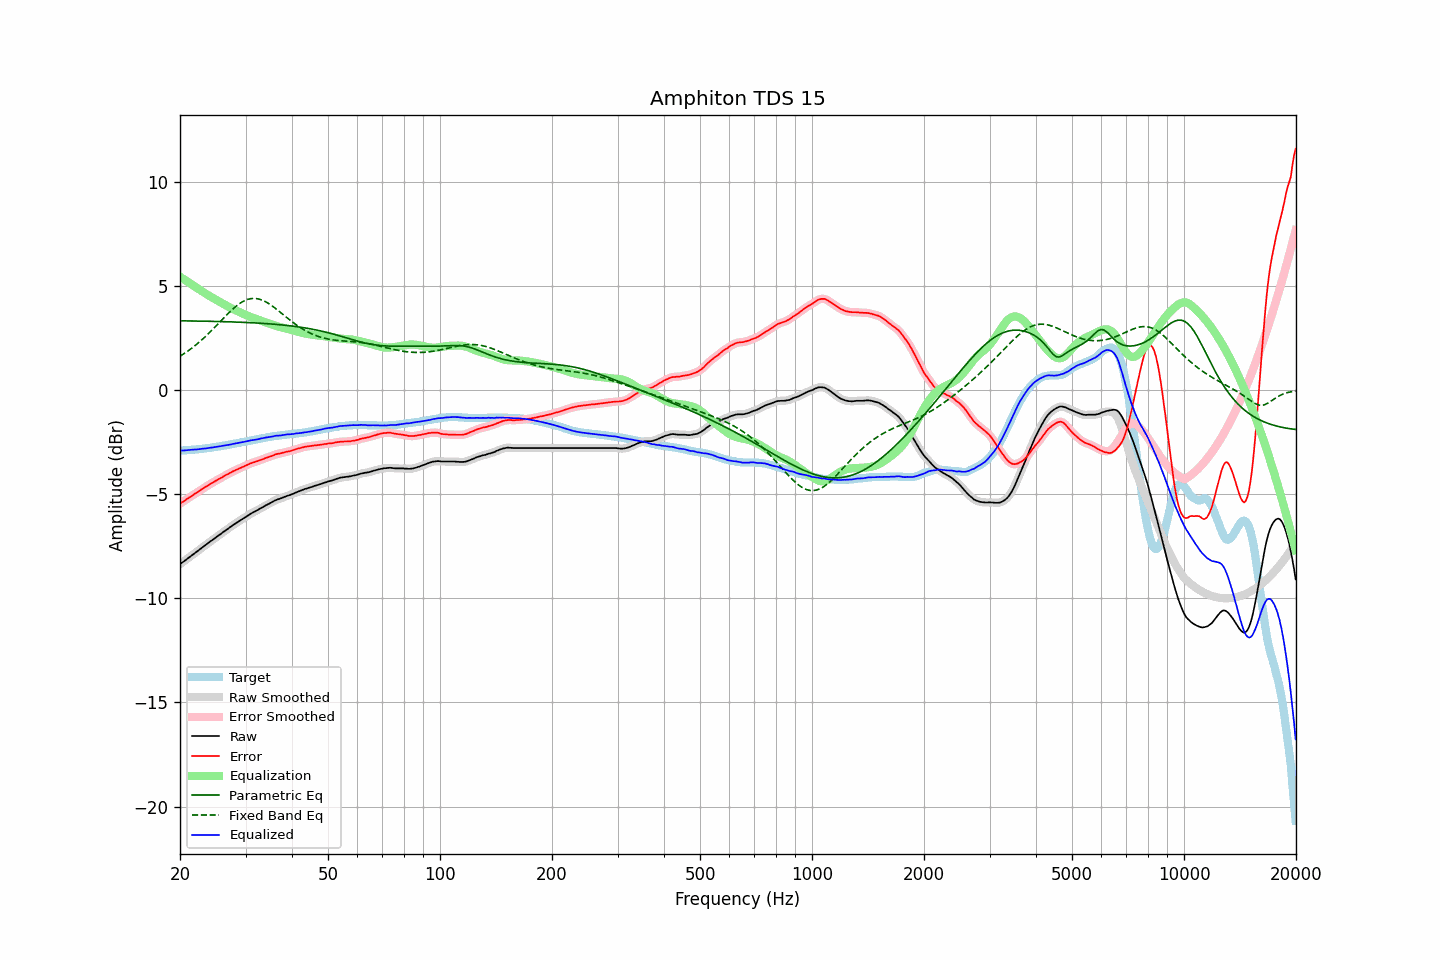 Amphiton TDS 15
Amplitude (dBr)
10
5
0
−5
−10
−15
−20
Target
Raw Smoothed
Error Smoothed
Raw
Error
Equalization
Parametric Eq
Fixed Band Eq
Equalized
20 50 100 200 500 1000 2000 5000 10000 20000
Frequency (Hz)